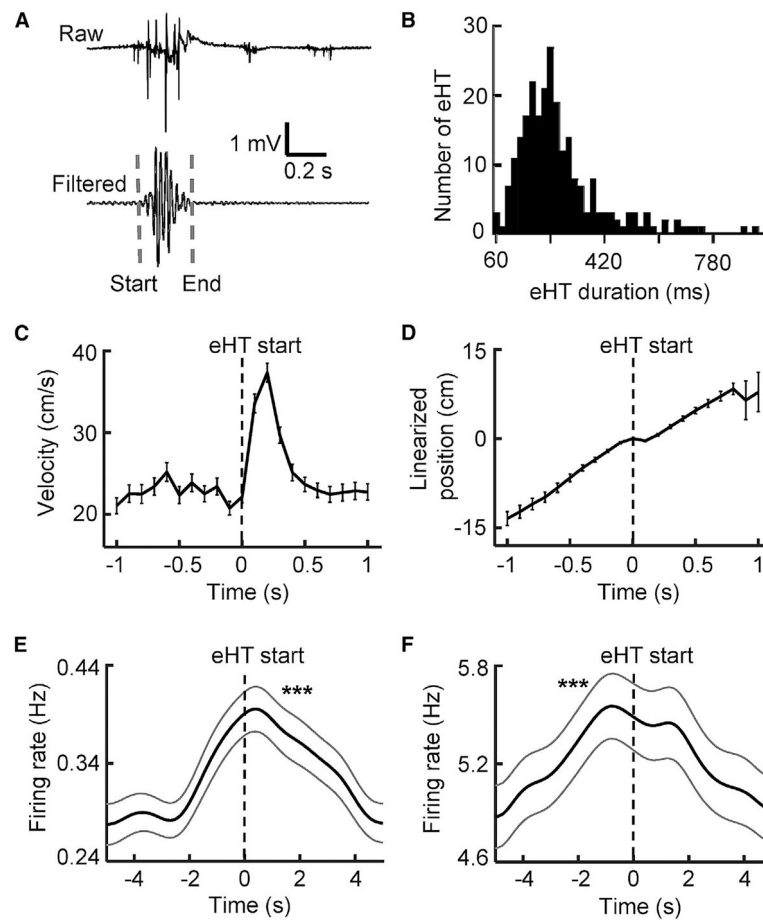 A
Raw
1 mV
0.2 s
Filtered
Start End
B
Number of eHT
30
20
10
0
60 420 780
eHT duration (ms)
C
eHT start
Velocity (cm/s)
40
30
20
-1 -0.5 0 0.5 1
Time (s)
D
eHT start
Linearized
position (cm)
15
0
-15
-1 -0.5 0 0.5 1
Time (s)
E
eHT start
Firing rate (Hz)
0.44
0.34
0.24
***
-4 -2 0 2 4
Time (s)
F
eHT start
Firing rate (Hz)
5.8
5.2
4.6
***
-4 -2 0 2 4
Time (s)